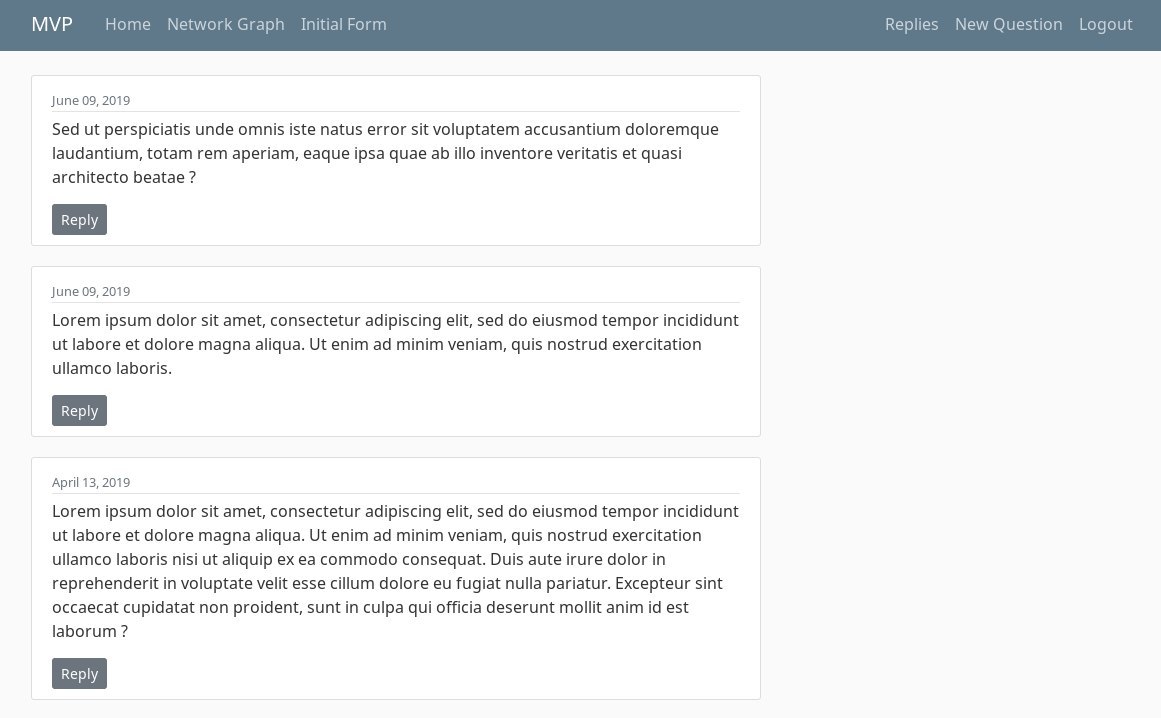 MVP Home Network Graph Initial Form Replies New Question Logout
June 09, 2019
Sed ut perspiciatis unde omnis iste natus error sit voluptatem accusantium doloremque
laudantium, totam rem aperiam, eaque ipsa quae ab illo inventore veritatis et quasi
architecto beatae ?
Reply
June 09, 2019
Lorem ipsum dolor sit amet, consectetur adipiscing elit, sed do eiusmod tempor incididunt
ut labore et dolore magna aliqua. Ut enim ad minim veniam, quis nostrud exercitation
ullamco laboris.
Reply
April 13, 2019
Lorem ipsum dolor sit amet, consectetur adipiscing elit, sed do eiusmod tempor incididunt
ut labore et dolore magna aliqua. Ut enim ad minim veniam, quis nostrud exercitation
ullamco laboris nisi ut aliquip ex ea commodo consequat. Duis aute irure dolor in
reprehenderit in voluptate velit esse cillum dolore eu fugiat nulla pariatur. Excepteur sint
occaecat cupidatat non proident, sunt in culpa qui officia deserunt mollit anim id est
laborum ?
Reply